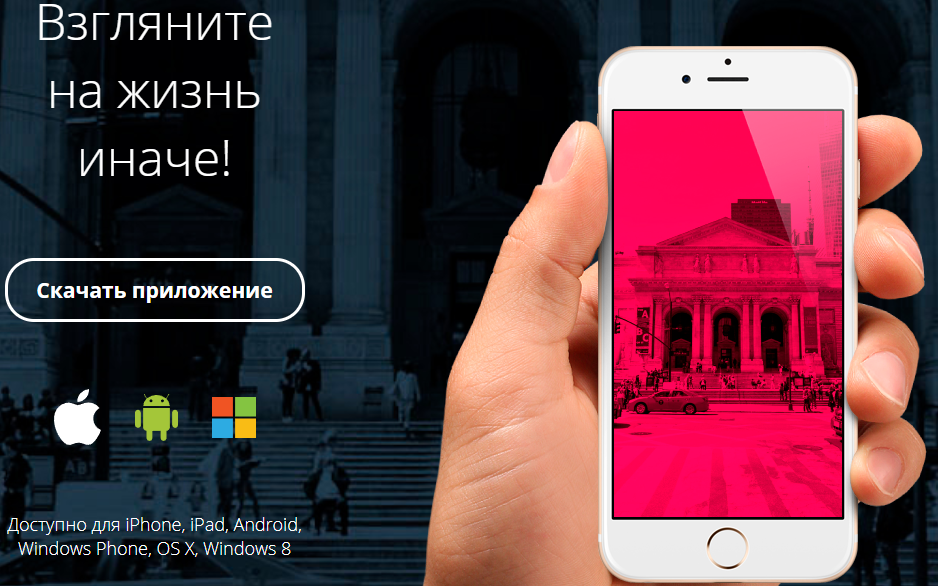 Взгляните
на жизнь
иначе!
Скачать приложение
Доступно для iPhone, iPad, Android,
Windows Phone, OS X, Windows 8